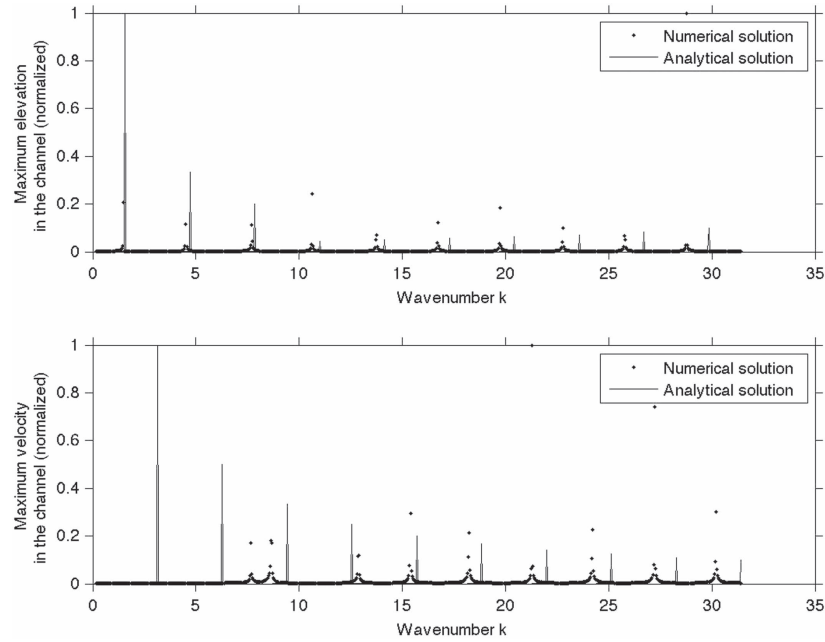 Maximum elevation
in the channel (normalized)
1
0.8
0.6
0.4
0.2
0
0 5 10 15 20 25 30 35
Wavenumber k
Numerical solution
Analytical solution
Maximum velocity
in the channel (normalized)
1
0.8
0.6
0.4
0.2
0
0 5 10 15 20 25 30 35
Wavenumber k
Numerical solution
Analytical solution